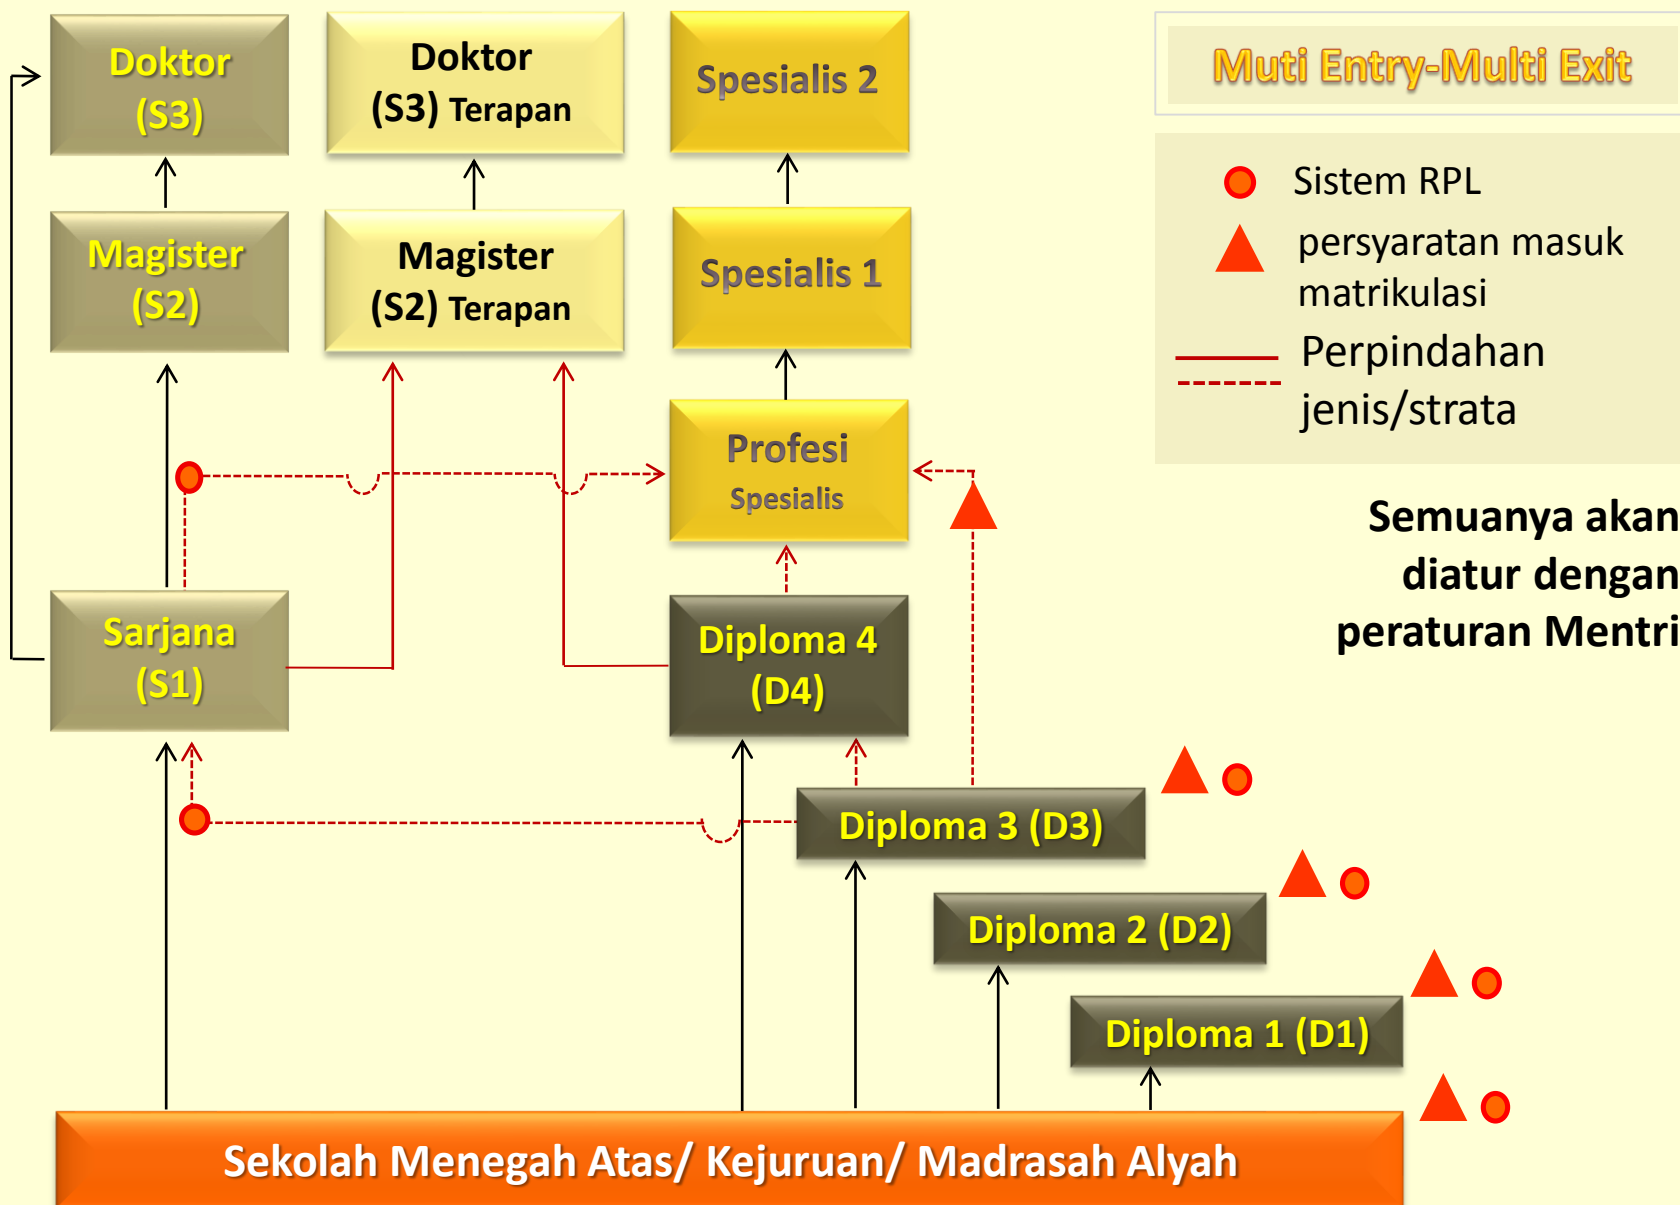 Doktor
(S3)
Doktor
(S3) Terapan
Spesialis 2
Muti Entry-Multi Exit
Sistem RPL
persyaratan masuk
matrikulasi
Perpindahan
jenis/strata
Magister
(S2)
Magister
(S2) Terapan
Spesialis 1
Profesi
Spesialis
Semuanya akan
diatur dengan
peraturan Mentri
Sarjana
(S1)
Diploma 4
(D4)
Diploma 3 (D3)
Diploma 2 (D2)
Diploma 1 (D1)
Sekolah Menegah Atas/ Kejuruan/ Madrasah Alyah